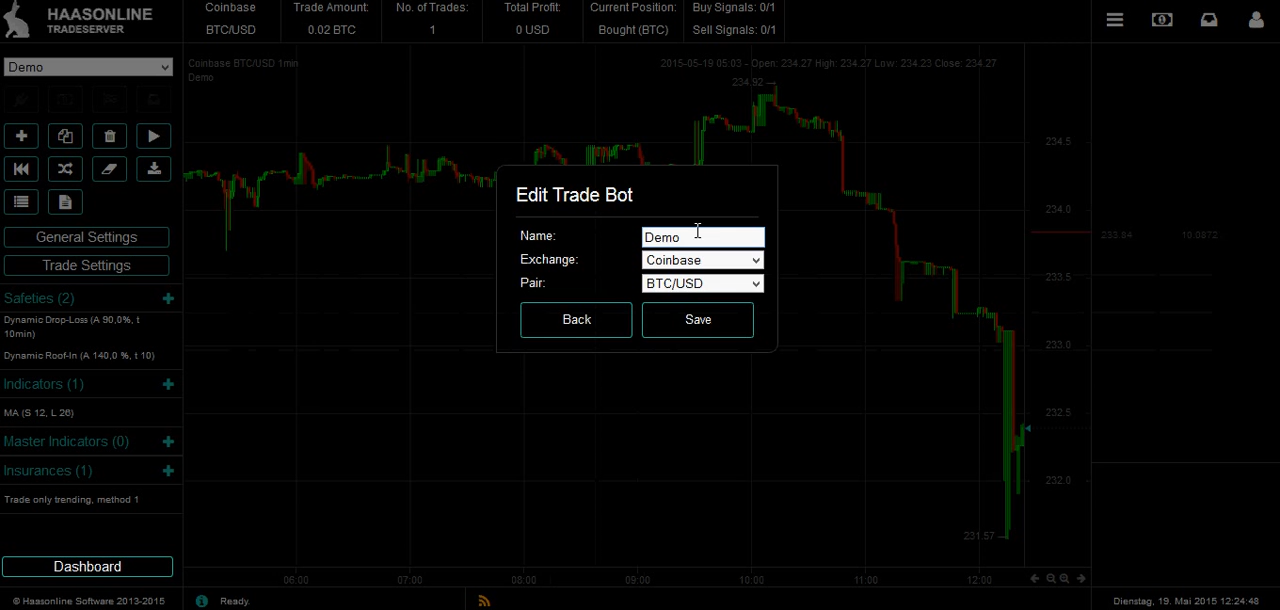 HAASONLINE
TRADESERVER
Coinbase
BTC/USD
Trade Amount:
0.02 BTC
No. of Trades:
1
Total Profit:
0 USD
Current Position:
Bought (BTC)
Buy Signals: 0/1
Sell Signals: 0/1
Demo
Coinbase BTC/USD 1min
Demo
2015-05-19 05:03 - Open: 234.27 High: 234.27 Low: 234.23 Close: 234.27
234.92
234.5
234.0
233.5
233.0
232.5
232.0
231.57
233.84
10.0872
General Settings
Trade Settings
Safeties (2)
Dynamic Drop-Loss (A 90,0%, t
10min)
Dynamic Roof-In (A 140,0 %, t 10)
Indicators (1)
MA (S 12, L 26)
Master Indicators (0)
Insurances (1)
Trade only trending, method 1
Dashboard
Edit Trade Bot
Name:
Demo
Exchange:
Coinbase
Pair:
BTC/USD
Back
Save
06:00
07:00
08:00
09:00
10:00
11:00
12:00
© Haasonline Software 2013-2015
Ready.
Dienstag, 19. Mai 2015 12:24:48